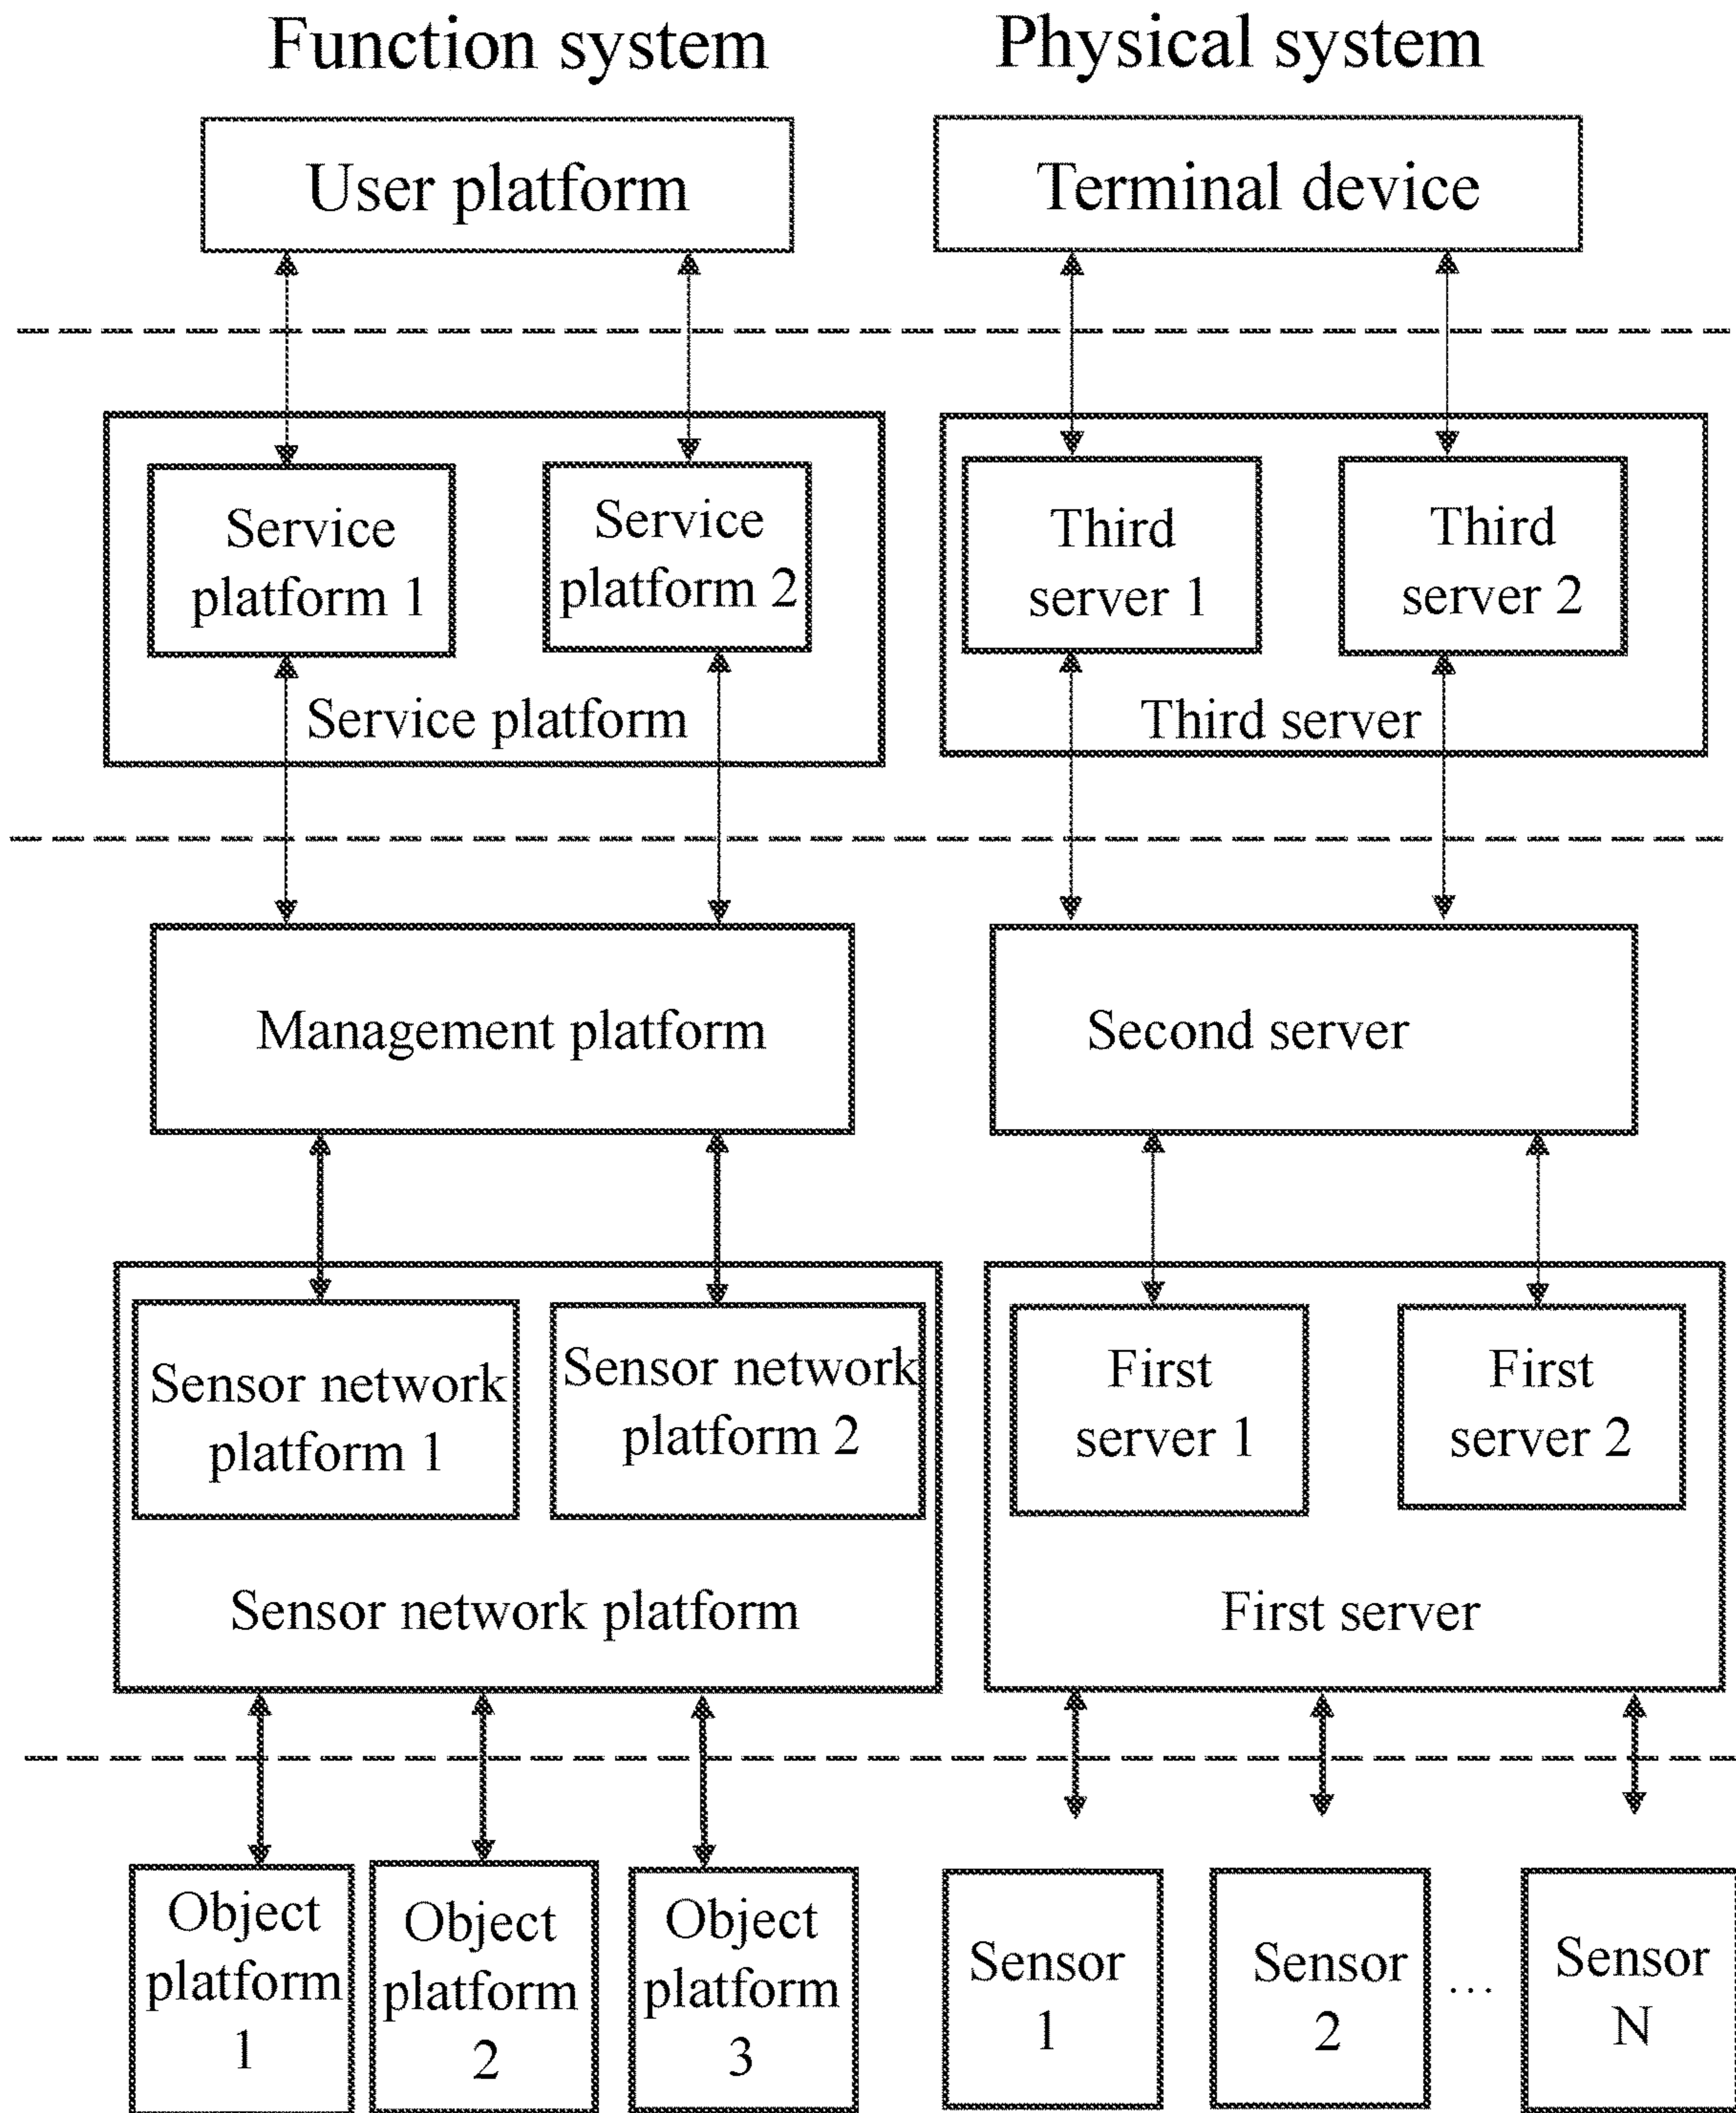 Function system
Physical system
User platform
Terminal device
Service
platform 1
Service
platform 2
Third
server 1
Third
server 2
Service platform
Third server
Management platform
Second server
Sensor network
platform 1
Sensor network
platform 2
First
server 1
First
server 2
Sensor network platform
First server
Object
platform
1
Object
platform
2
Object
platform
3
Sensor
1
Sensor
2
...
Sensor
N